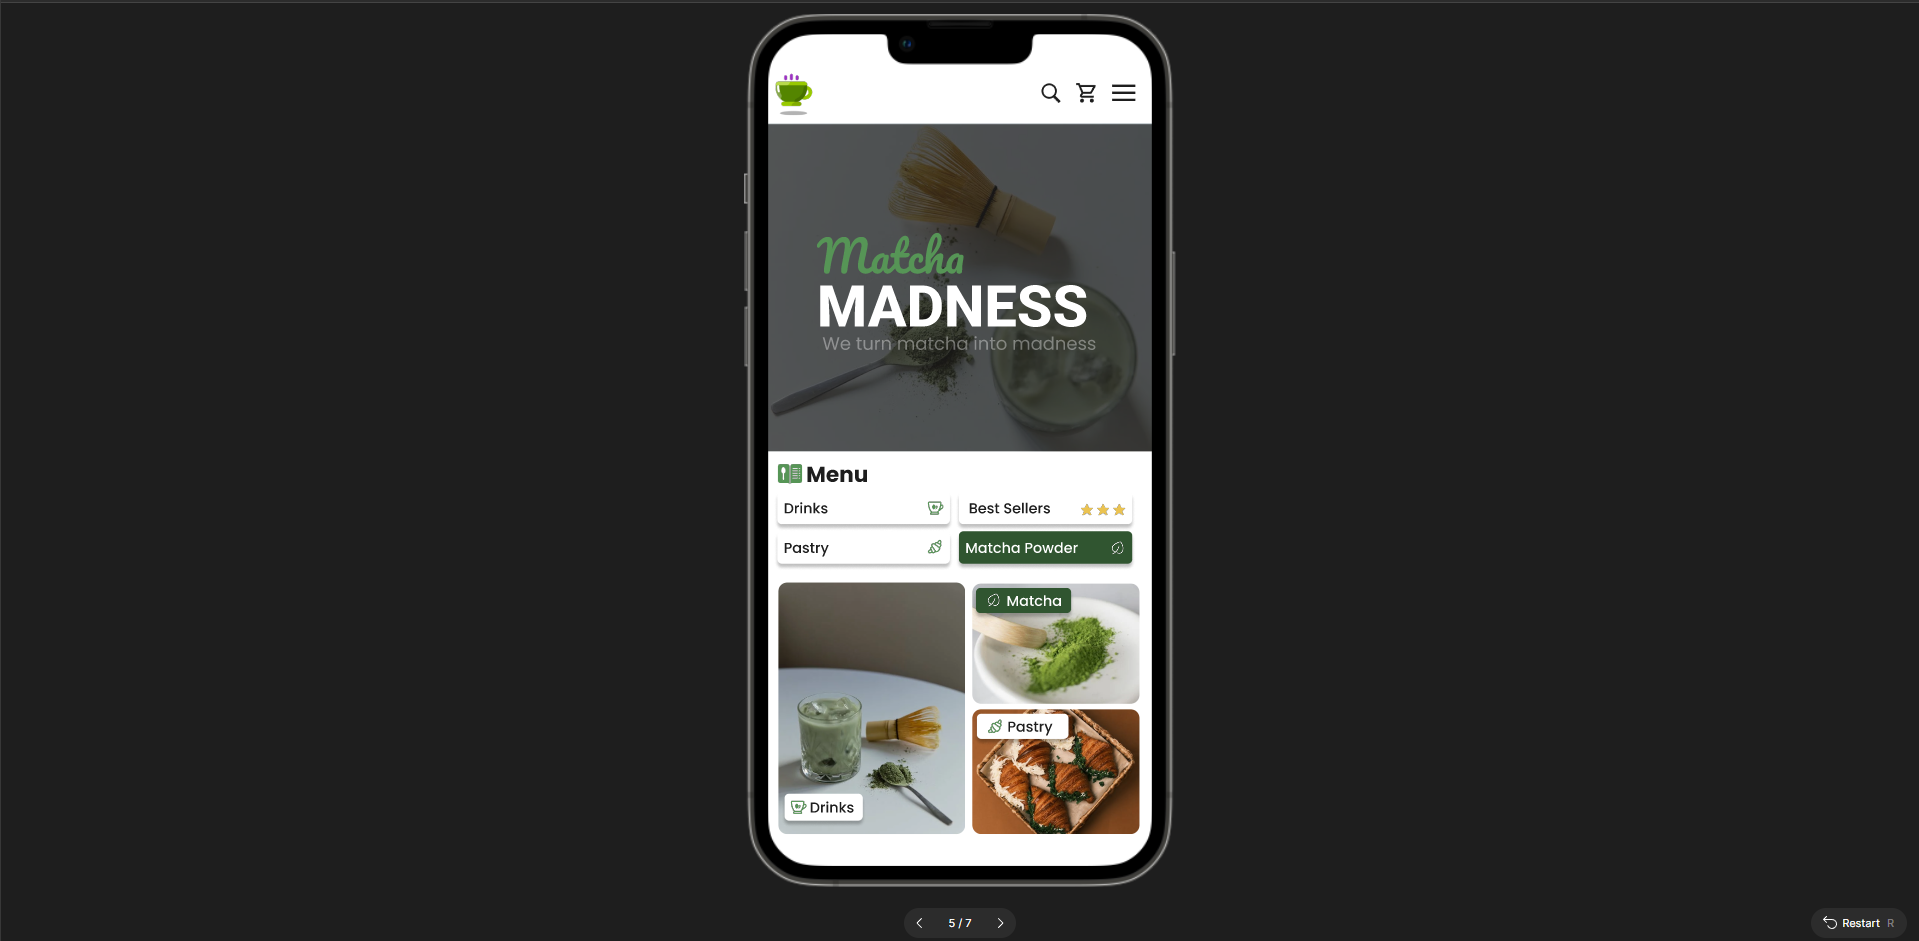 Matcha
MADNESS
We turn matcha into madness
Menu
Drinks
Best Sellers
Pastry
Matcha Powder
Matcha
Pastry
Drinks
5 / 7
Restart R